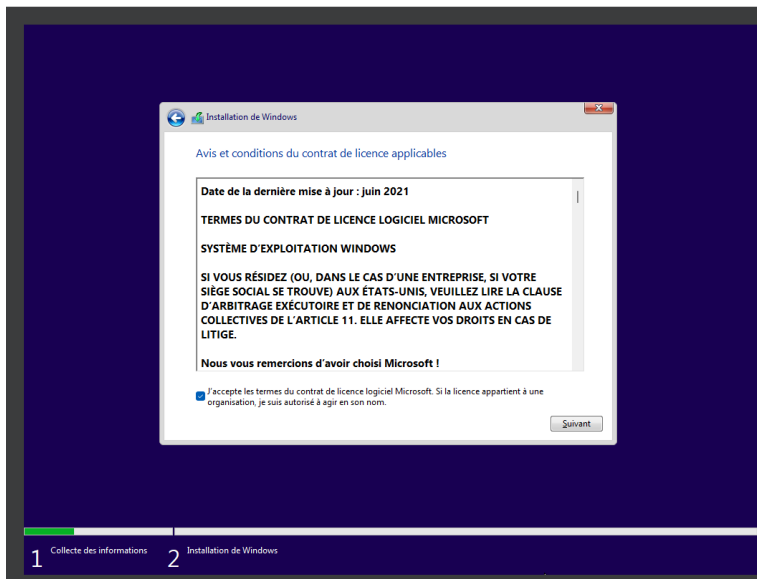 Installation de Windows
Avis et conditions du contrat de licence applicables
Date de la dernière mise à jour : juin 2021
TERMES DU CONTRAT DE LICENCE LOGICIEL MICROSOFT
SYSTÈME D'EXPLOITATION WINDOWS
SI VOUS RÉSIDEZ (OU, DANS LE CAS D'UNE ENTREPRISE, SI VOTRE
SIÈGE SOCIAL SE TROUVE) AUX ÉTATS-UNIS, VEUILLEZ LIRE LA CLAUSE
D'ARBITRAGE EXÉCUTOIRE ET DE RENONCIATION AUX ACTIONS
COLLECTIVES DE L'ARTICLE 11. ELLE AFFECTE VOS DROITS EN CAS DE
LITIGE.
Nous vous remercions d'avoir choisi Microsoft !
J'accepte les termes du contrat de licence logiciel Microsoft. Si la licence appartient à une
organisation, je suis autorisé à agir en son nom.
Suivant
1 Collecte des informations
2 Installation de Windows